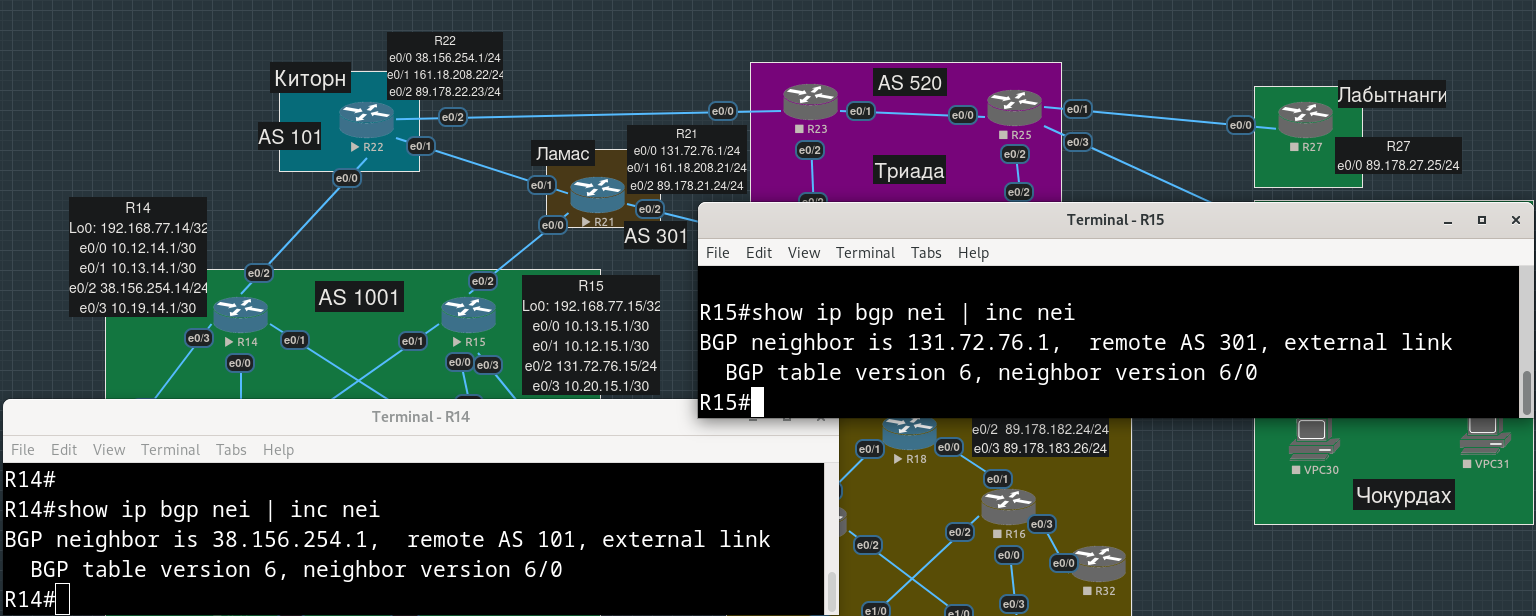 R22
e0/0 38.156.254.1/24
e0/1 161.18.208.22/24
e0/2 89.178.22.23/24
Киторн
AS 101
R22
e0/2
e0/1
e0/0
Ламас
R21
e0/0 131.72.76.1/24
e0/1 161.18.208.21/24
e0/2 89.178.21.24/24
e0/1
R21
e0/2
e0/0
AS 301
AS 520
e0/0
R23
e0/1
e0/0
R25
e0/1
e0/3
e0/2
e0/2
e0/2
e0/2
Триада
Лабытнанги
e0/0
R27
R27
e0/0 89.178.27.25/24
R14
Lo0: 192.168.77.14/32
e0/0 10.12.14.1/30
e0/1 10.13.14.1/30
e0/2 38.156.254.14/24
e0/3 10.19.14.1/30
AS 1001
e0/2
R14
e0/3
e0/1
e0/0
e0/2
R15
e0/1
e0/0
e0/3
R15
Lo0: 192.168.77.15/32
e0/0 10.13.15.1/30
e0/1 10.12.15.1/30
e0/2 131.72.76.15/24
e0/3 10.20.15.1/30
Terminal - R15
File Edit View Terminal Tabs Help
R15#show ip bgp nei | inc nei
BGP neighbor is 131.72.76.1,  remote AS 301, external link
  BGP table version 6, neighbor version 6/0
R15#
Terminal - R14
File Edit View Terminal Tabs Help
R14#
R14#show ip bgp nei | inc nei
BGP neighbor is 38.156.254.1,  remote AS 101, external link
  BGP table version 6, neighbor version 6/0
R14#
e0/2 89.178.182.24/24
e0/3 89.178.183.26/24
e0/1
R18
e0/0
e0/1
R16
e0/2
e0/3
e0/0
e0/0
R32
e0/2
e1/0
e1/0
e0/3
VPC30
VPC31
Чокурдах